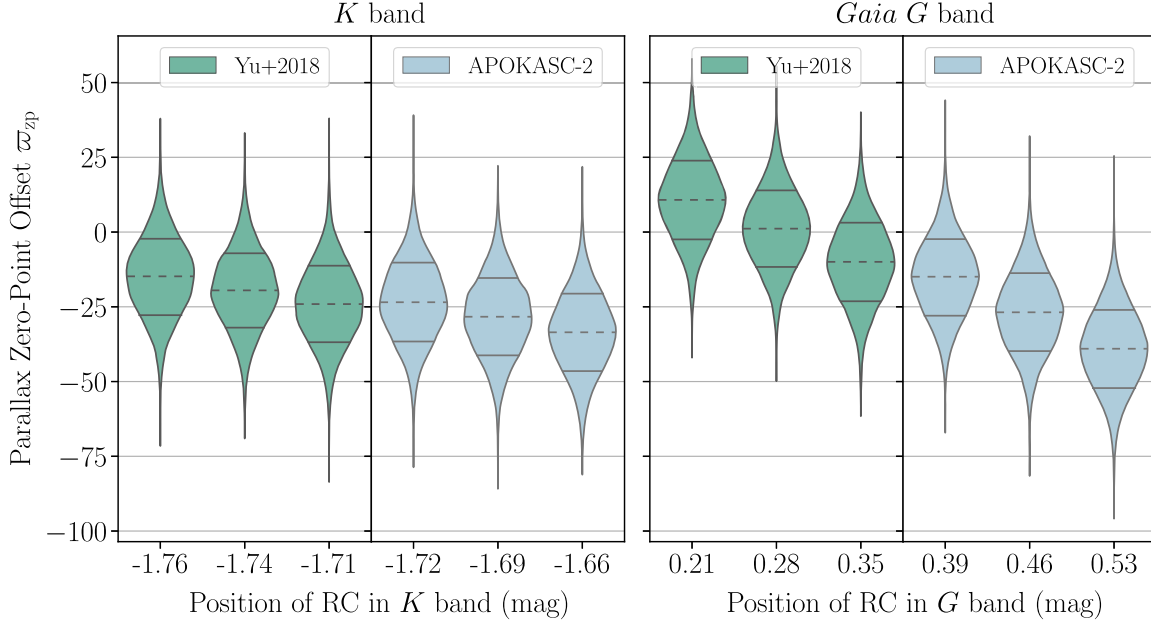 K band
Gaia G band
Yu+2018
APOKASC-2
Yu+2018
APOKASC-2
Parallax Zero-Point Offset ϖzp
50
25
0
−25
−50
−75
−100
-1.76 -1.74 -1.71 -1.72 -1.69 -1.66
0.21 0.28 0.35 0.39 0.46 0.53
Position of RC in K band (mag)
Position of RC in G band (mag)